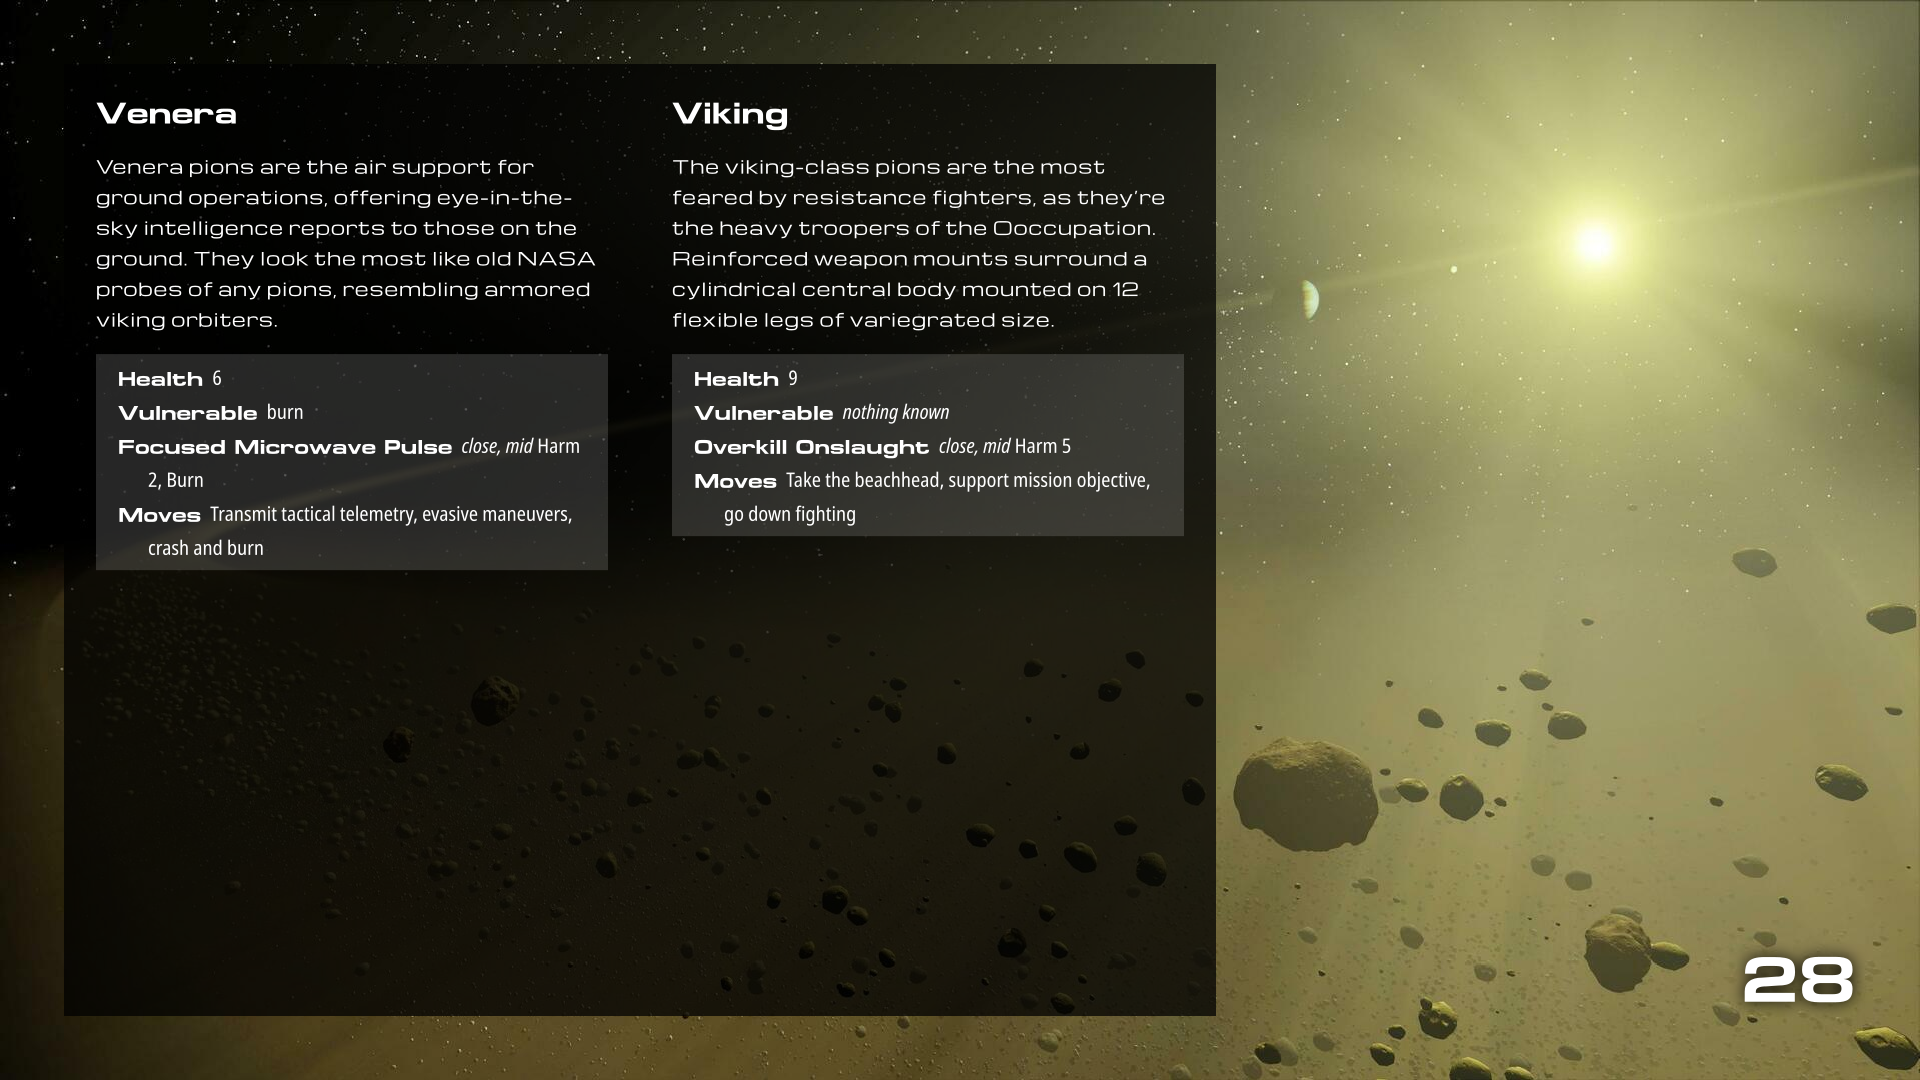 Venera
Venera pions are the air support for
ground operations, offering eye-in-the-
sky intelligence reports to those on the
ground. They look the most like old NASA
probes of any pions, resembling armored
viking orbiters.
Health 6
Vulnerable burn
Focused Microwave Pulse close, mid Harm
2, Burn
Moves Transmit tactical telemetry, evasive maneuvers,
crash and burn
Viking
The viking-class pions are the most
feared by resistance fighters, as they're
the heavy troopers of the Ooccupation.
Reinforced weapon mounts surround a
cylindrical central body mounted on 12
flexible legs of variegrated size.
Health 9
Vulnerable nothing known
Overkill Onslaught close, mid Harm 5
Moves Take the beachhead, support mission objective,
go down fighting
28